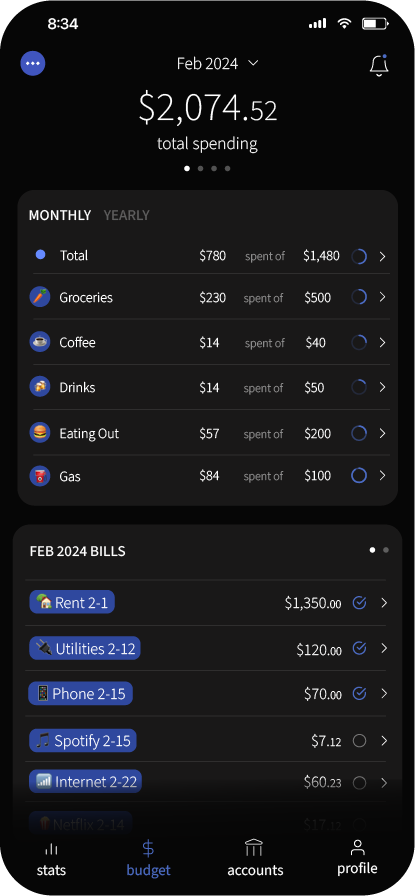 8:34
Feb 2024
$2,074.52
total spending
MONTHLY YEARLY
Total $780 spent of $1,480
Groceries $230 spent of $500
Coffee $14 spent of $40
Drinks $14 spent of $50
Eating Out $57 spent of $200
Gas $84 spent of $100
FEB 2024 BILLS
Rent 2-1 $1,350.00
Utilities 2-12 $120.00
Phone 2-15 $70.00
Spotify 2-15 $7.12
Internet 2-22 $60.23
Netflix 2-14 $17.12
stats budget accounts profile